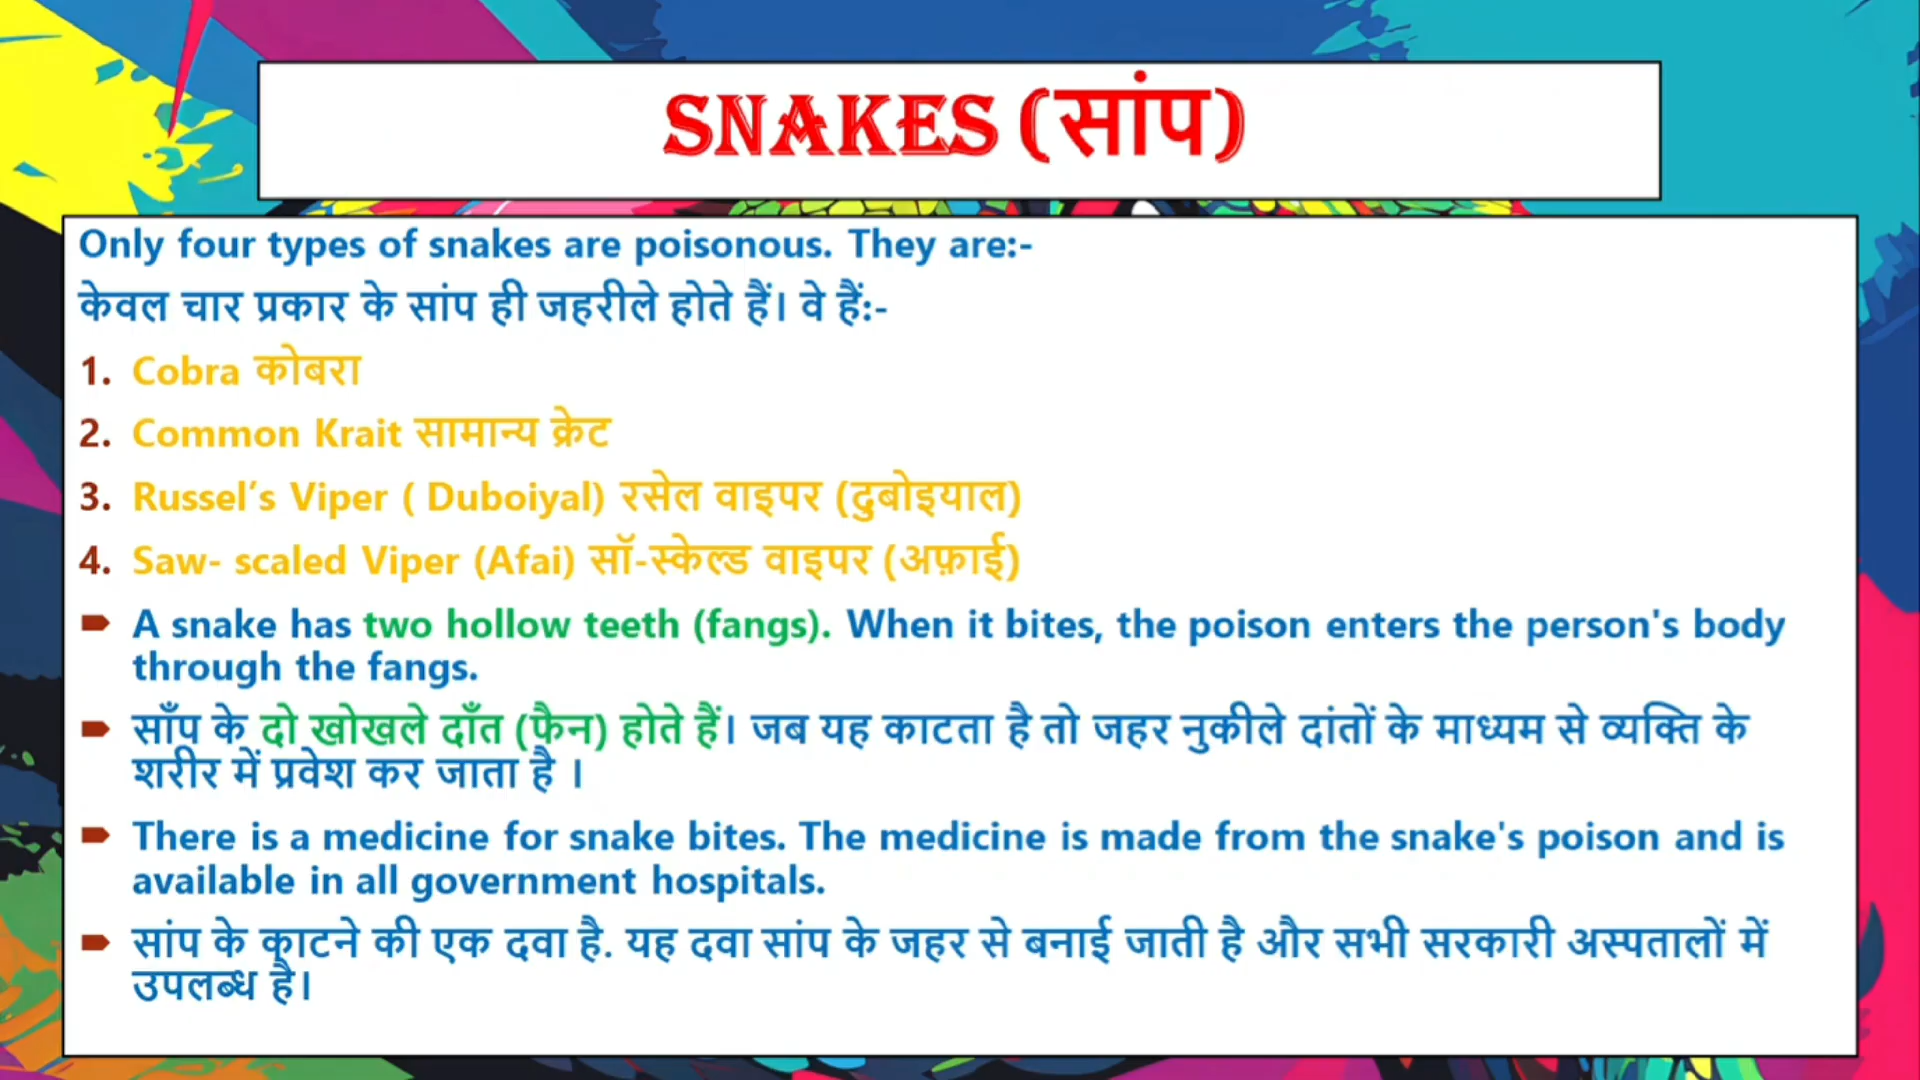 SNAKES (सांप)
Only four types of snakes are poisonous. They are:-
केवल चार प्रकार के सांप ही जहरीले होते हैं। वे हैं:-
1. Cobra कोबरा
2. Common Krait सामान्य क्रेट
3. Russel’s Viper ( Duboiyal) रसेल वाइपर (दुबोइयाल)
4. Saw- scaled Viper (Afai) सॉ-स्केल्ड वाइपर (अफ़ाई)
A snake has two hollow teeth (fangs). When it bites, the poison enters the person's body
through the fangs.
साँप के दो खोखले दाँत (फैन) होते हैं। जब यह काटता है तो जहर नुकीले दांतों के माध्यम से व्यक्ति के
शरीर में प्रवेश कर जाता है ।
There is a medicine for snake bites. The medicine is made from the snake's poison and is
available in all government hospitals.
सांप के काटने की एक दवा है. यह दवा सांप के जहर से बनाई जाती है और सभी सरकारी अस्पतालों में
उपलब्ध है।